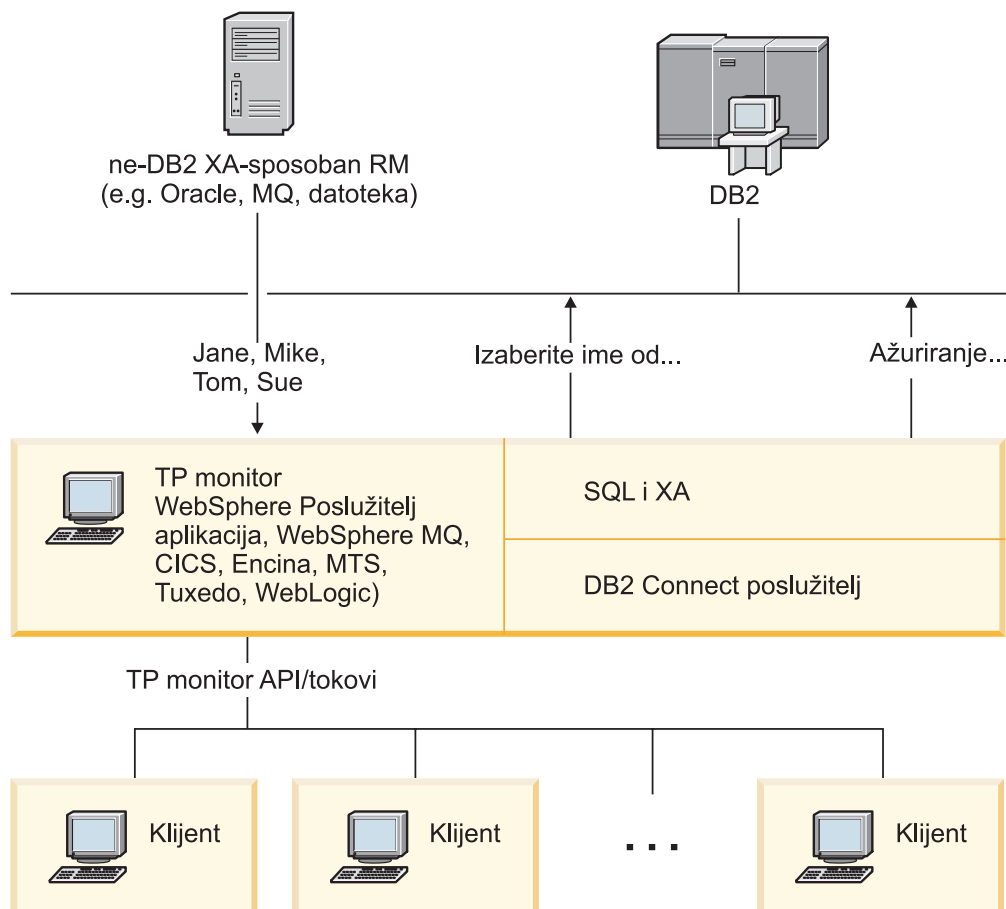 ne-DB2 XA-sposoban RM
(e.g. Oracle, MQ, datoteka)
DB2
Jane, Mike,
Tom, Sue
Izaberite ime od...
Ažuriranje...
TP monitor
WebSphere Poslužitelj
aplikacija, WebSphere MQ,
CICS, Encina, MTS,
Tuxedo, WebLogic)
SQL i XA
DB2 Connect poslužitelj
TP monitor API/tokovi
Klijent
Klijent
. . .
Klijent